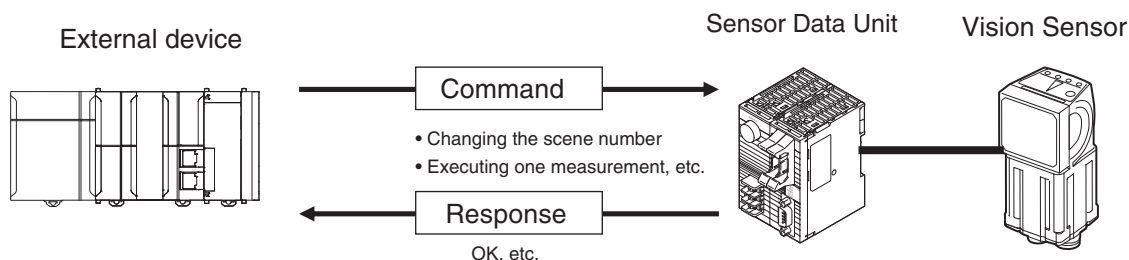 External device
Sensor Data Unit
Vision Sensor
Command
• Changing the scene number
• Executing one measurement, etc.
Response
OK, etc.